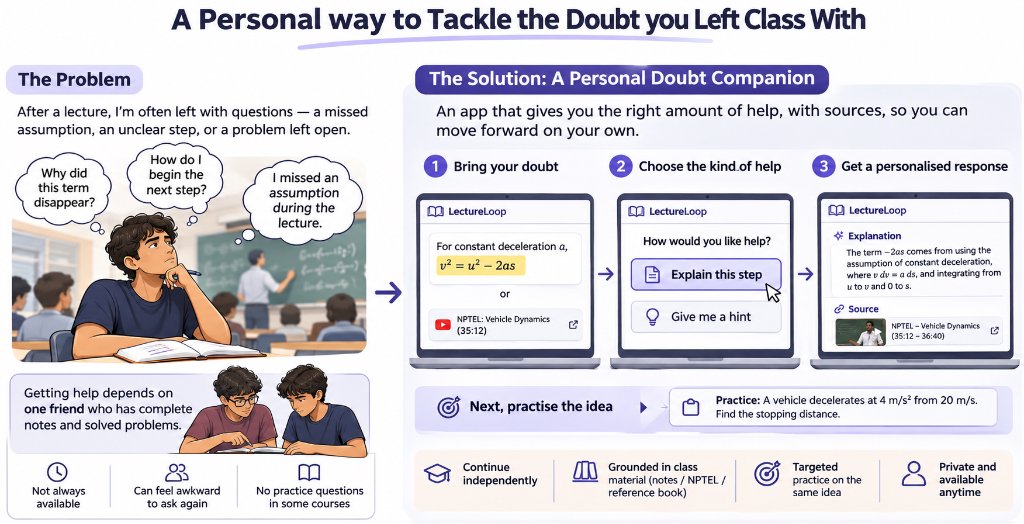 A Personal way to Tackle the Doubt you Left Class With
The Problem
After a lecture, I'm often left with questions — a missed
assumption, an unclear step, or a problem left open.
Why did
this term
disappear?
How do I
begin the
next step?
I missed an
assumption
during the
lecture.
Getting help depends on
one friend who has complete
notes and solved problems.
Not always
available
Can feel awkward
to ask again
No practice questions
in some courses
The Solution: A Personal Doubt Companion
An app that gives you the right amount of help, with sources, so you can
move forward on your own.
1 Bring your doubt
LectureLoop
For constant deceleration a,
v² = u² − 2as
or
NPTEL: Vehicle Dynamics
(35:12)
2 Choose the kind of help
LectureLoop
How would you like help?
Explain this step
Give me a hint
3 Get a personalised response
LectureLoop
Explanation
The term −2as comes from using the
assumption of constant deceleration,
where v dv = a ds, and integrating from
u to v and 0 to s.
Source
NPTEL – Vehicle Dynamics
(35:12 – 36:40)
Next, practise the idea
Practice: A vehicle decelerates at 4 m/s² from 20 m/s.
Find the stopping distance.
Continue
independently
Grounded in class
material (notes / NPTEL /
reference book)
Targeted
practice on the
same idea
Private and
available
anytime